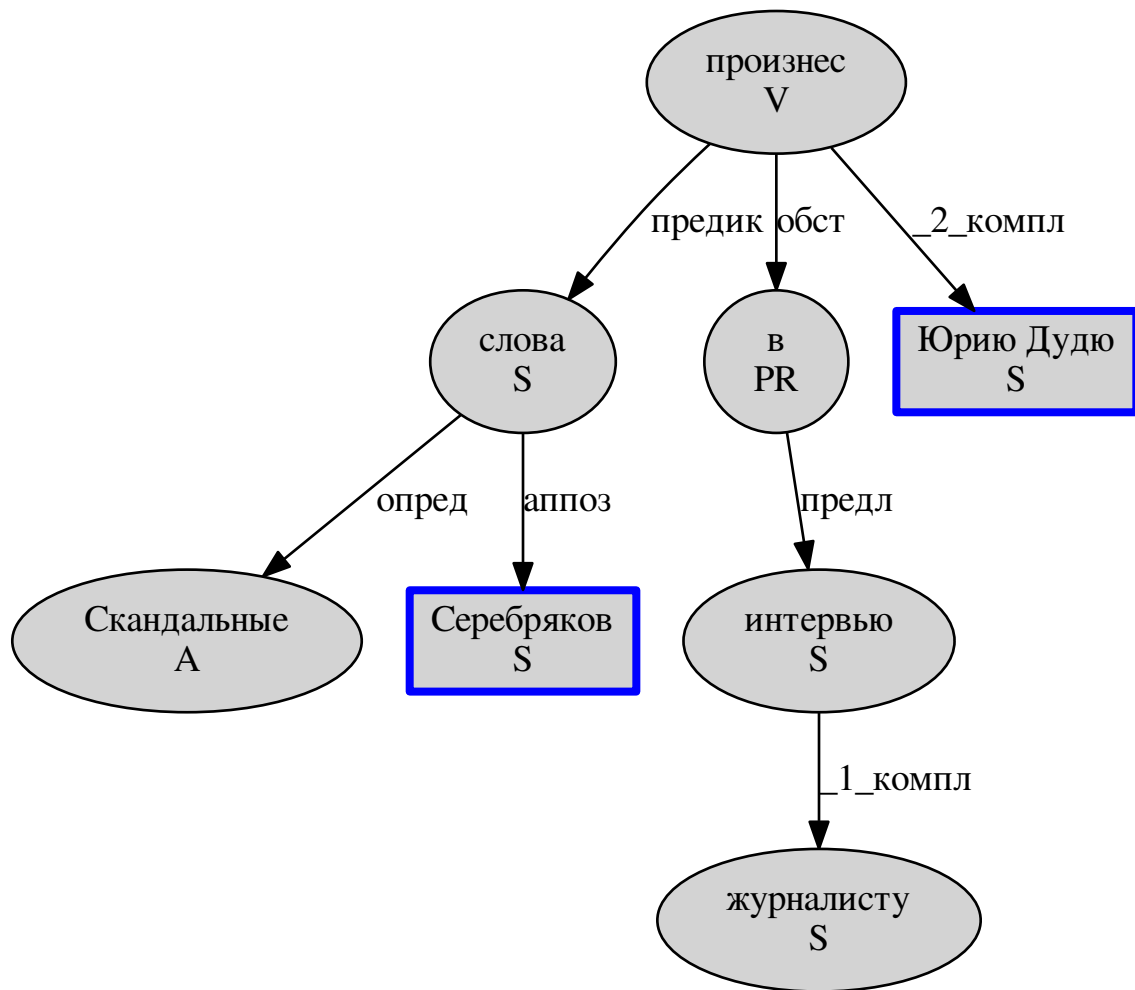 произнес
V
предик
обст
_2_компл
слова
S
в
PR
Юрию Дудю
S
опред
аппоз
предл
Скандальные
A
Серебряков
S
интервью
S
_1_компл
журналисту
S